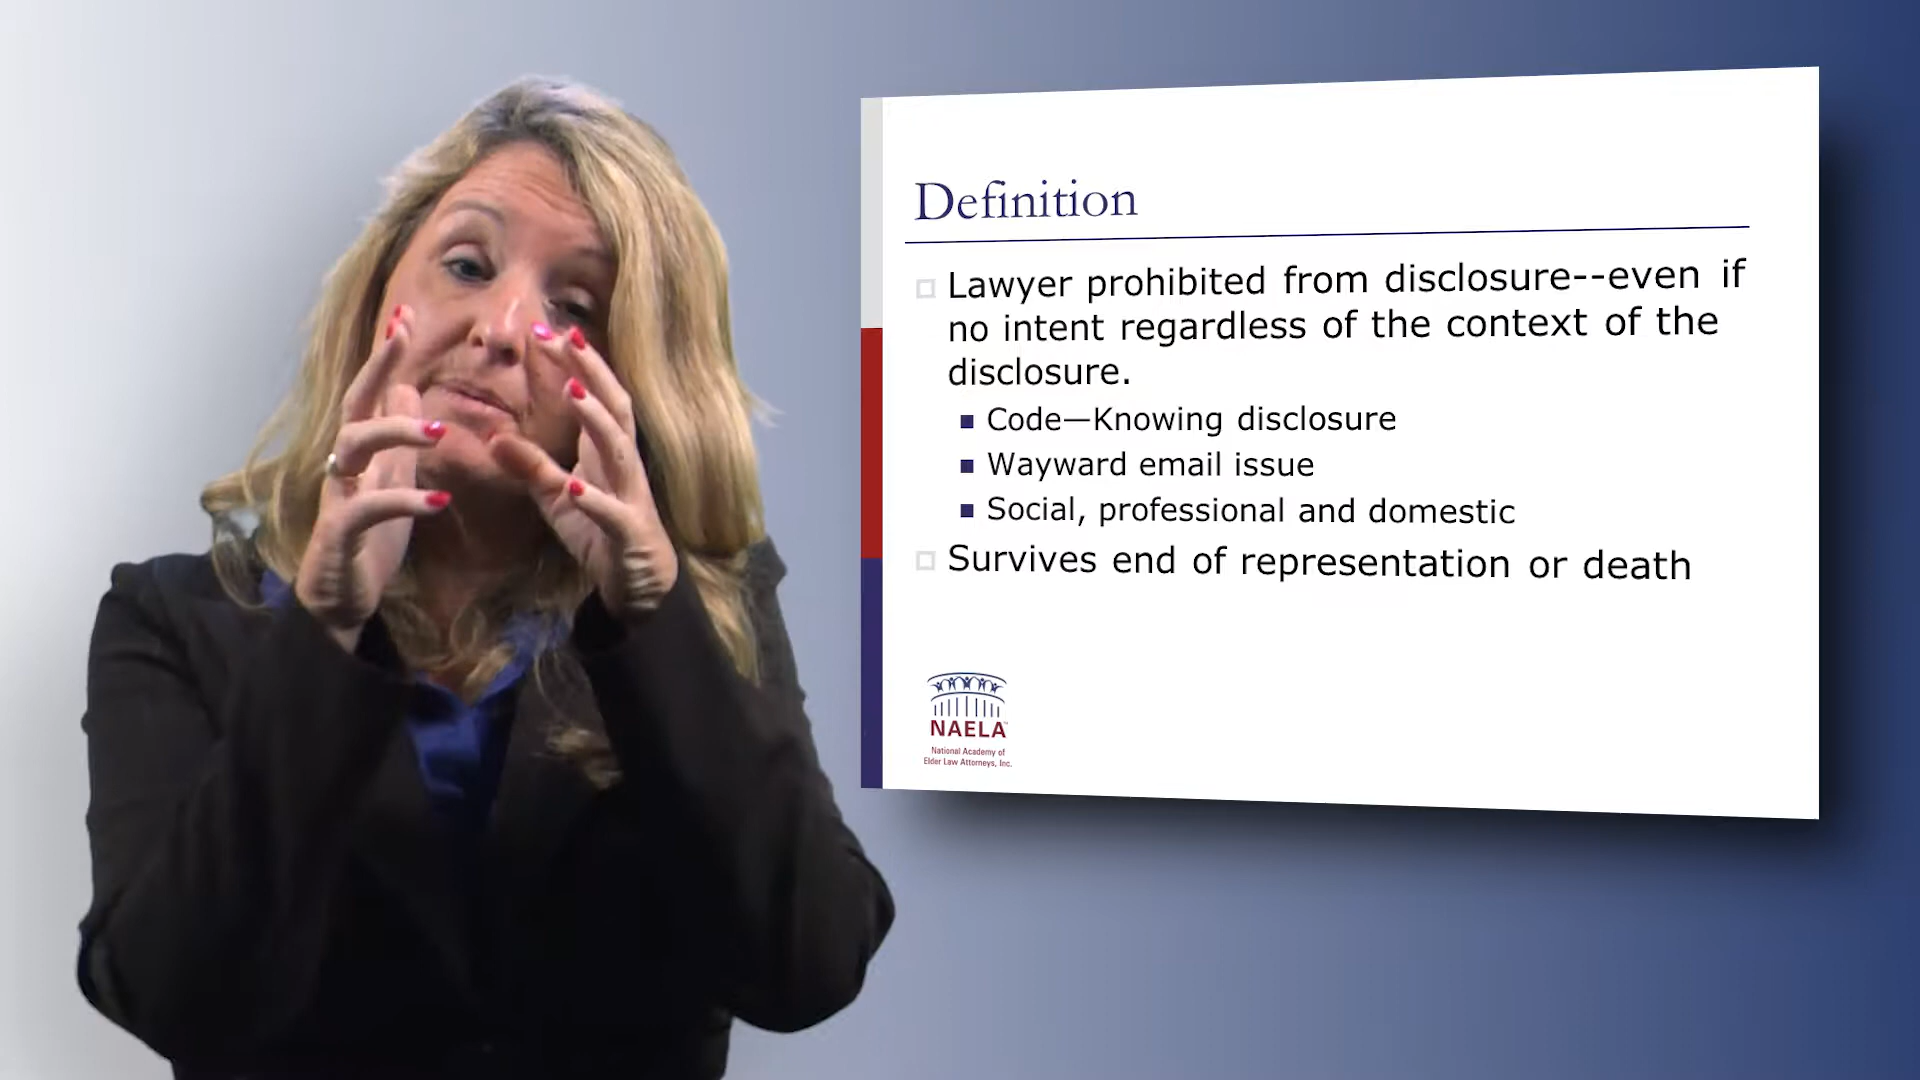 Definition
Lawyer prohibited from disclosure--even if
no intent regardless of the context of the
disclosure.
Code—Knowing disclosure
Wayward email issue
Social, professional and domestic
Survives end of representation or death
NAELA™
National Academy of
Elder Law Attorneys, Inc.